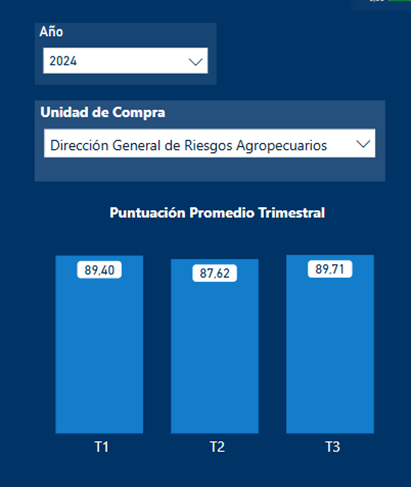 Año
2024
Unidad de Compra
Dirección General de Riesgos Agropecuarios
Puntuación Promedio Trimestral
89,40
87,62
89,71
T1
T2
T3